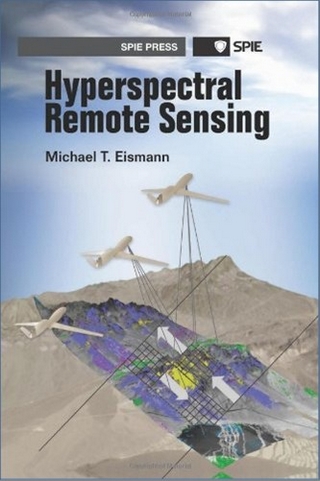 SPIE PRESS
SPIE
Hyperspectral
Remote Sensing
Michael T. Eismann